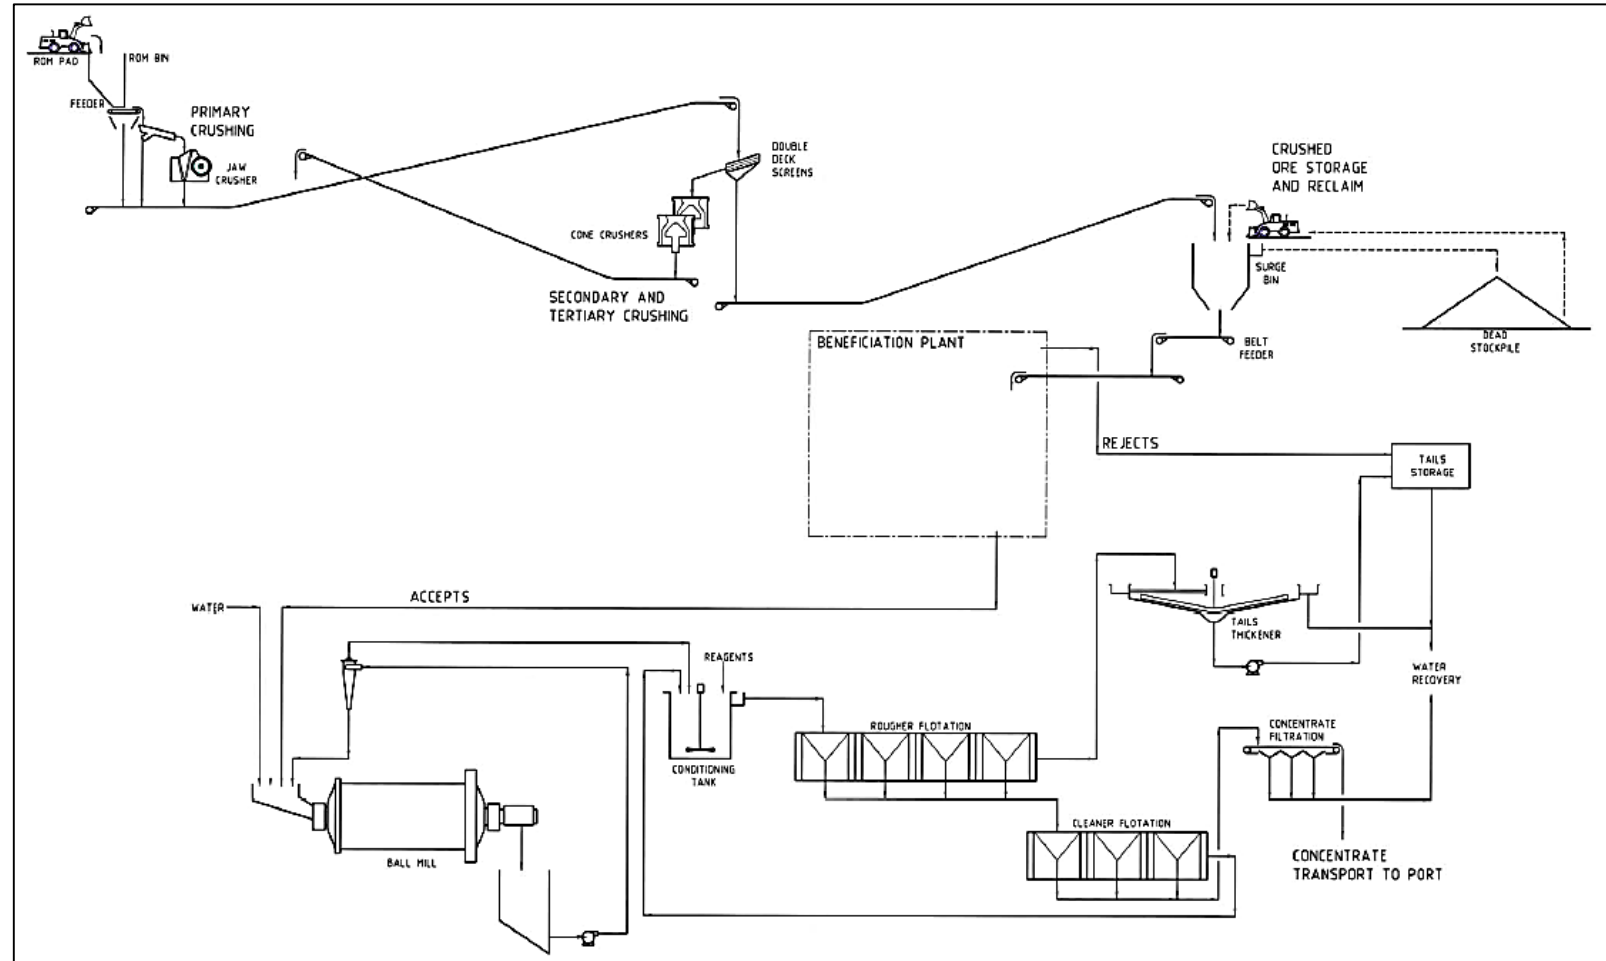 ROM PAD
ROM BIN
FEEDER
PRIMARY
CRUSHING
JAW
CRUSHER
DOUBLE
DECK
SCREENS
CONE CRUSHERS
SECONDARY AND
TERTIARY CRUSHING
CRUSHED
ORE STORAGE
AND RECLAIM
SURGE
BIN
DEAD
STOCKPILE
BELT
FEEDER
BENEFICIATION PLANT
REJECTS
TAILS
STORAGE
ACCEPTS
WATER
REAGENTS
CONDITIONING
TANK
ROUGHER FLOTATION
TAILS
THICKENER
WATER
RECOVERY
CONCENTRATE
FILTRATION
CLEANER FLOTATION
BALL MILL
CONCENTRATE
TRANSPORT TO PORT